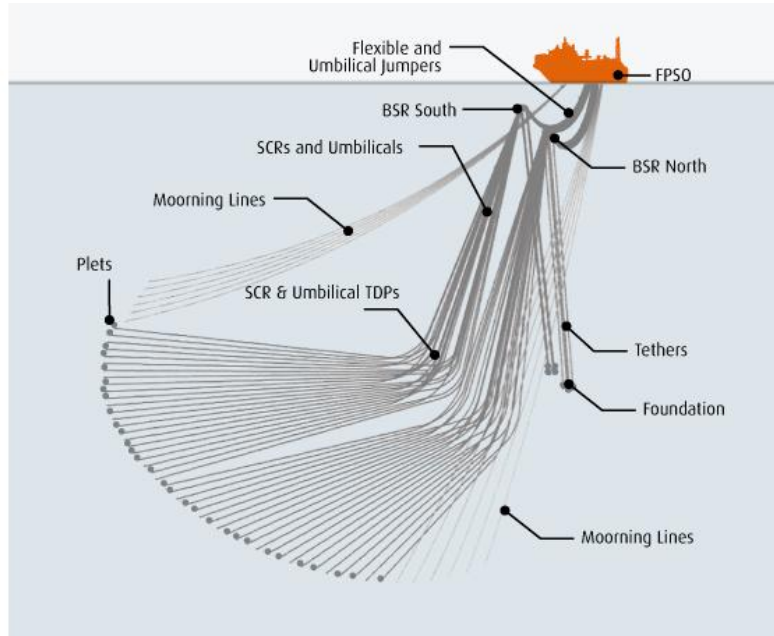 Flexible and
Umbilical Jumpers
FPSO
BSR South
SCRs and Umbilicals
BSR North
Moorning Lines
Plets
SCR & Umbilical TDPs
Tethers
Foundation
Moorning Lines